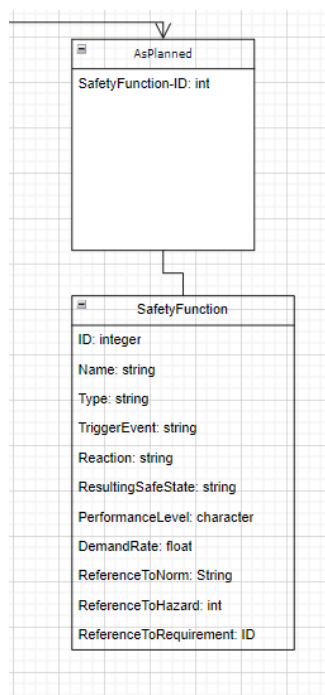 AsPlanned
SafetyFunction-ID: int
SafetyFunction
ID: integer
Name: string
Type: string
TriggerEvent: string
Reaction: string
ResultingSafeState: string
PerformanceLevel: character
DemandRate: float
ReferenceToNorm: String
ReferenceToHazard: int
ReferenceToRequirement: ID